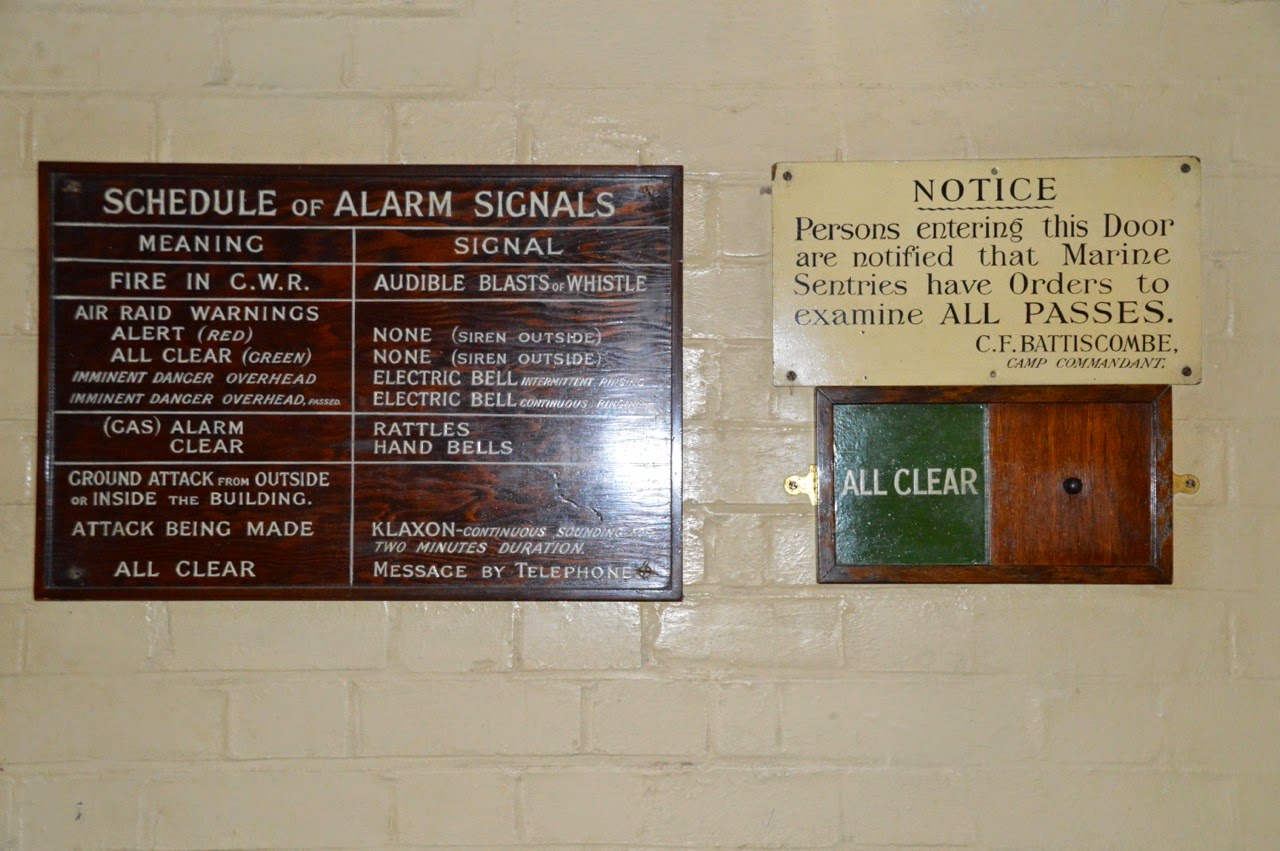 SCHEDULE OF ALARM SIGNALS
MEANING SIGNAL
FIRE IN C.W.R. AUDIBLE BLASTS OF WHISTLE
AIR RAID WARNINGS
ALERT (RED) NONE (SIREN OUTSIDE)
ALL CLEAR (GREEN) NONE (SIREN OUTSIDE)
IMMINENT DANGER OVERHEAD ELECTRIC BELL INTERMITTENT RINGING
IMMINENT DANGER OVERHEAD, PASSED. ELECTRIC BELL CONTINUOUS RINGING
(GAS) ALARM RATTLES
CLEAR HAND BELLS
GROUND ATTACK FROM OUTSIDE
OR INSIDE THE BUILDING.
ATTACK BEING MADE KLAXON-CONTINUOUS SOUNDING FOR
TWO MINUTES DURATION.
ALL CLEAR MESSAGE BY TELEPHONE
NOTICE
Persons entering this Door
are notified that Marine
Sentries have Orders to
examine ALL PASSES.
C.F. BATTISCOMBE,
CAMP COMMANDANT.
ALL CLEAR